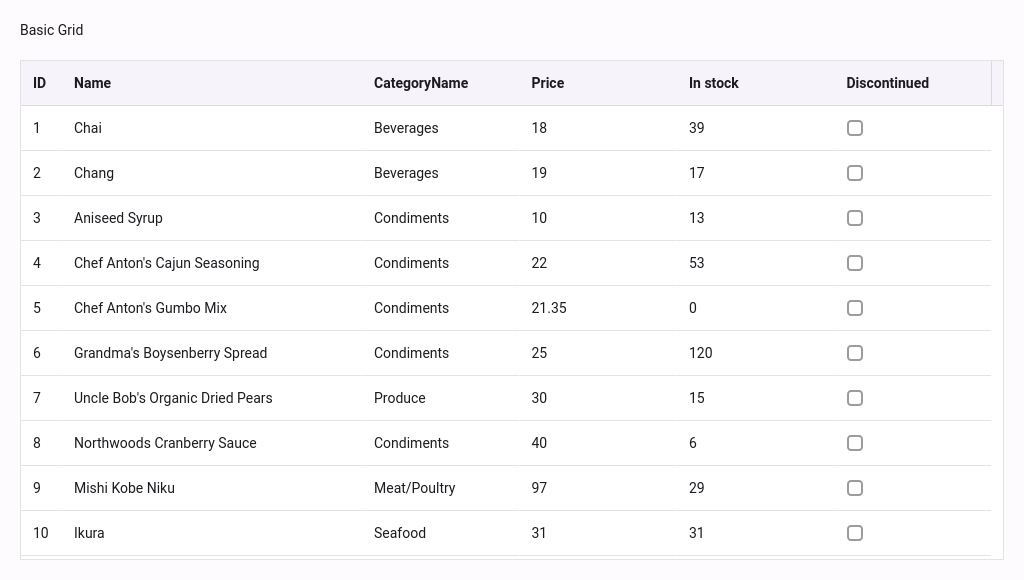 Basic Grid
ID Name CategoryName Price In stock Discontinued
1 Chai Beverages 18 39
2 Chang Beverages 19 17
3 Aniseed Syrup Condiments 10 13
4 Chef Anton's Cajun Seasoning Condiments 22 53
5 Chef Anton's Gumbo Mix Condiments 21.35 0
6 Grandma's Boysenberry Spread Condiments 25 120
7 Uncle Bob's Organic Dried Pears Produce 30 15
8 Northwoods Cranberry Sauce Condiments 40 6
9 Mishi Kobe Niku Meat/Poultry 97 29
10 Ikura Seafood 31 31